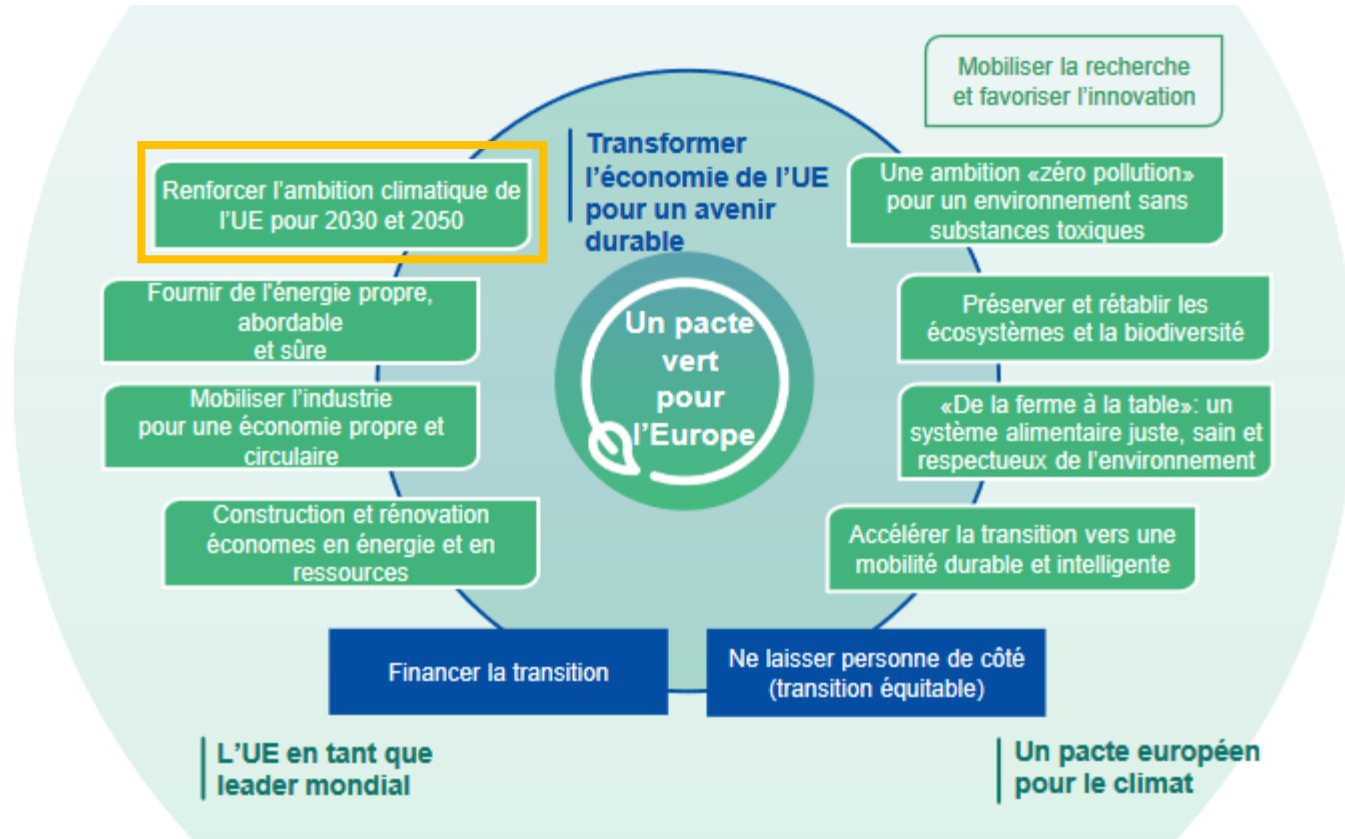 Mobiliser la recherche
et favoriser l’innovation
Transformer
l’économie de l’UE
pour un avenir
durable
Renforcer l’ambition climatique de
l’UE pour 2030 et 2050
Une ambition «zéro pollution»
pour un environnement sans
substances toxiques
Fournir de l’énergie propre,
abordable
et sûre
Préserver et rétablir les
écosystèmes et la biodiversité
Un pacte
vert
pour
l’Europe
Mobiliser l’industrie
pour une économie propre et
circulaire
«De la ferme à la table»: un
système alimentaire juste, sain et
respectueux de l’environnement
Construction et rénovation
économes en énergie et en
ressources
Accélérer la transition vers une
mobilité durable et intelligente
Financer la transition
Ne laisser personne de côté
(transition équitable)
L’UE en tant que
leader mondial
Un pacte européen
pour le climat